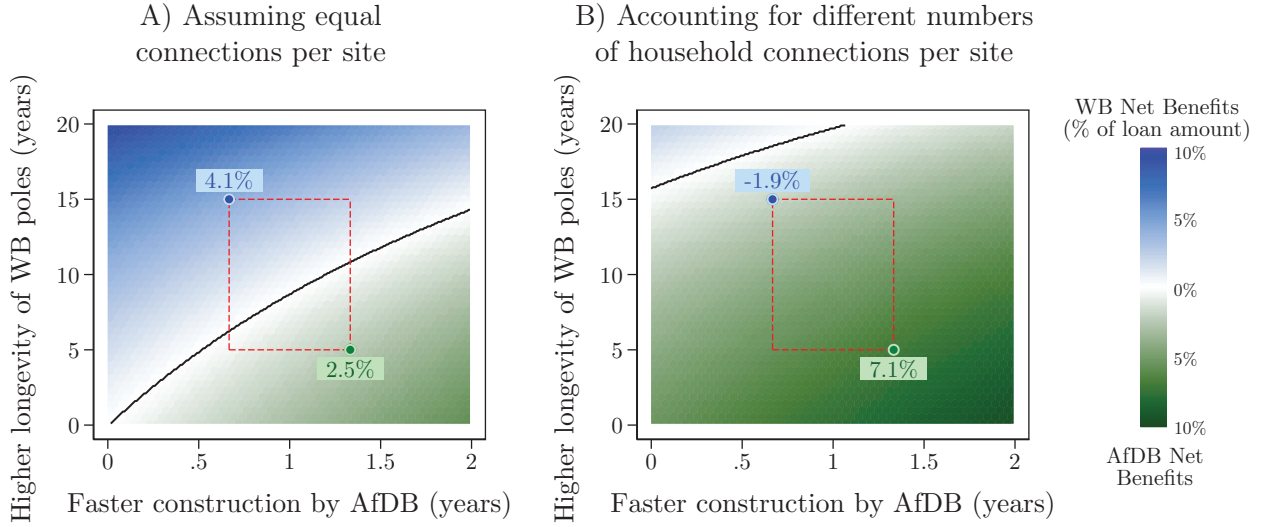 A) Assuming equal
connections per site
B) Accounting for different numbers
of household connections per site
Higher longevity of WB poles (years)
20
15
10
5
0
4.1%
2.5%
0
.5
1
1.5
2
Faster construction by AfDB (years)
Higher longevity of WB poles (years)
20
15
10
5
0
-1.9%
7.1%
0
.5
1
1.5
2
Faster construction by AfDB (years)
WB Net Benefits
(% of loan amount)
10%
5%
0%
5%
10%
AfDB Net
Benefits